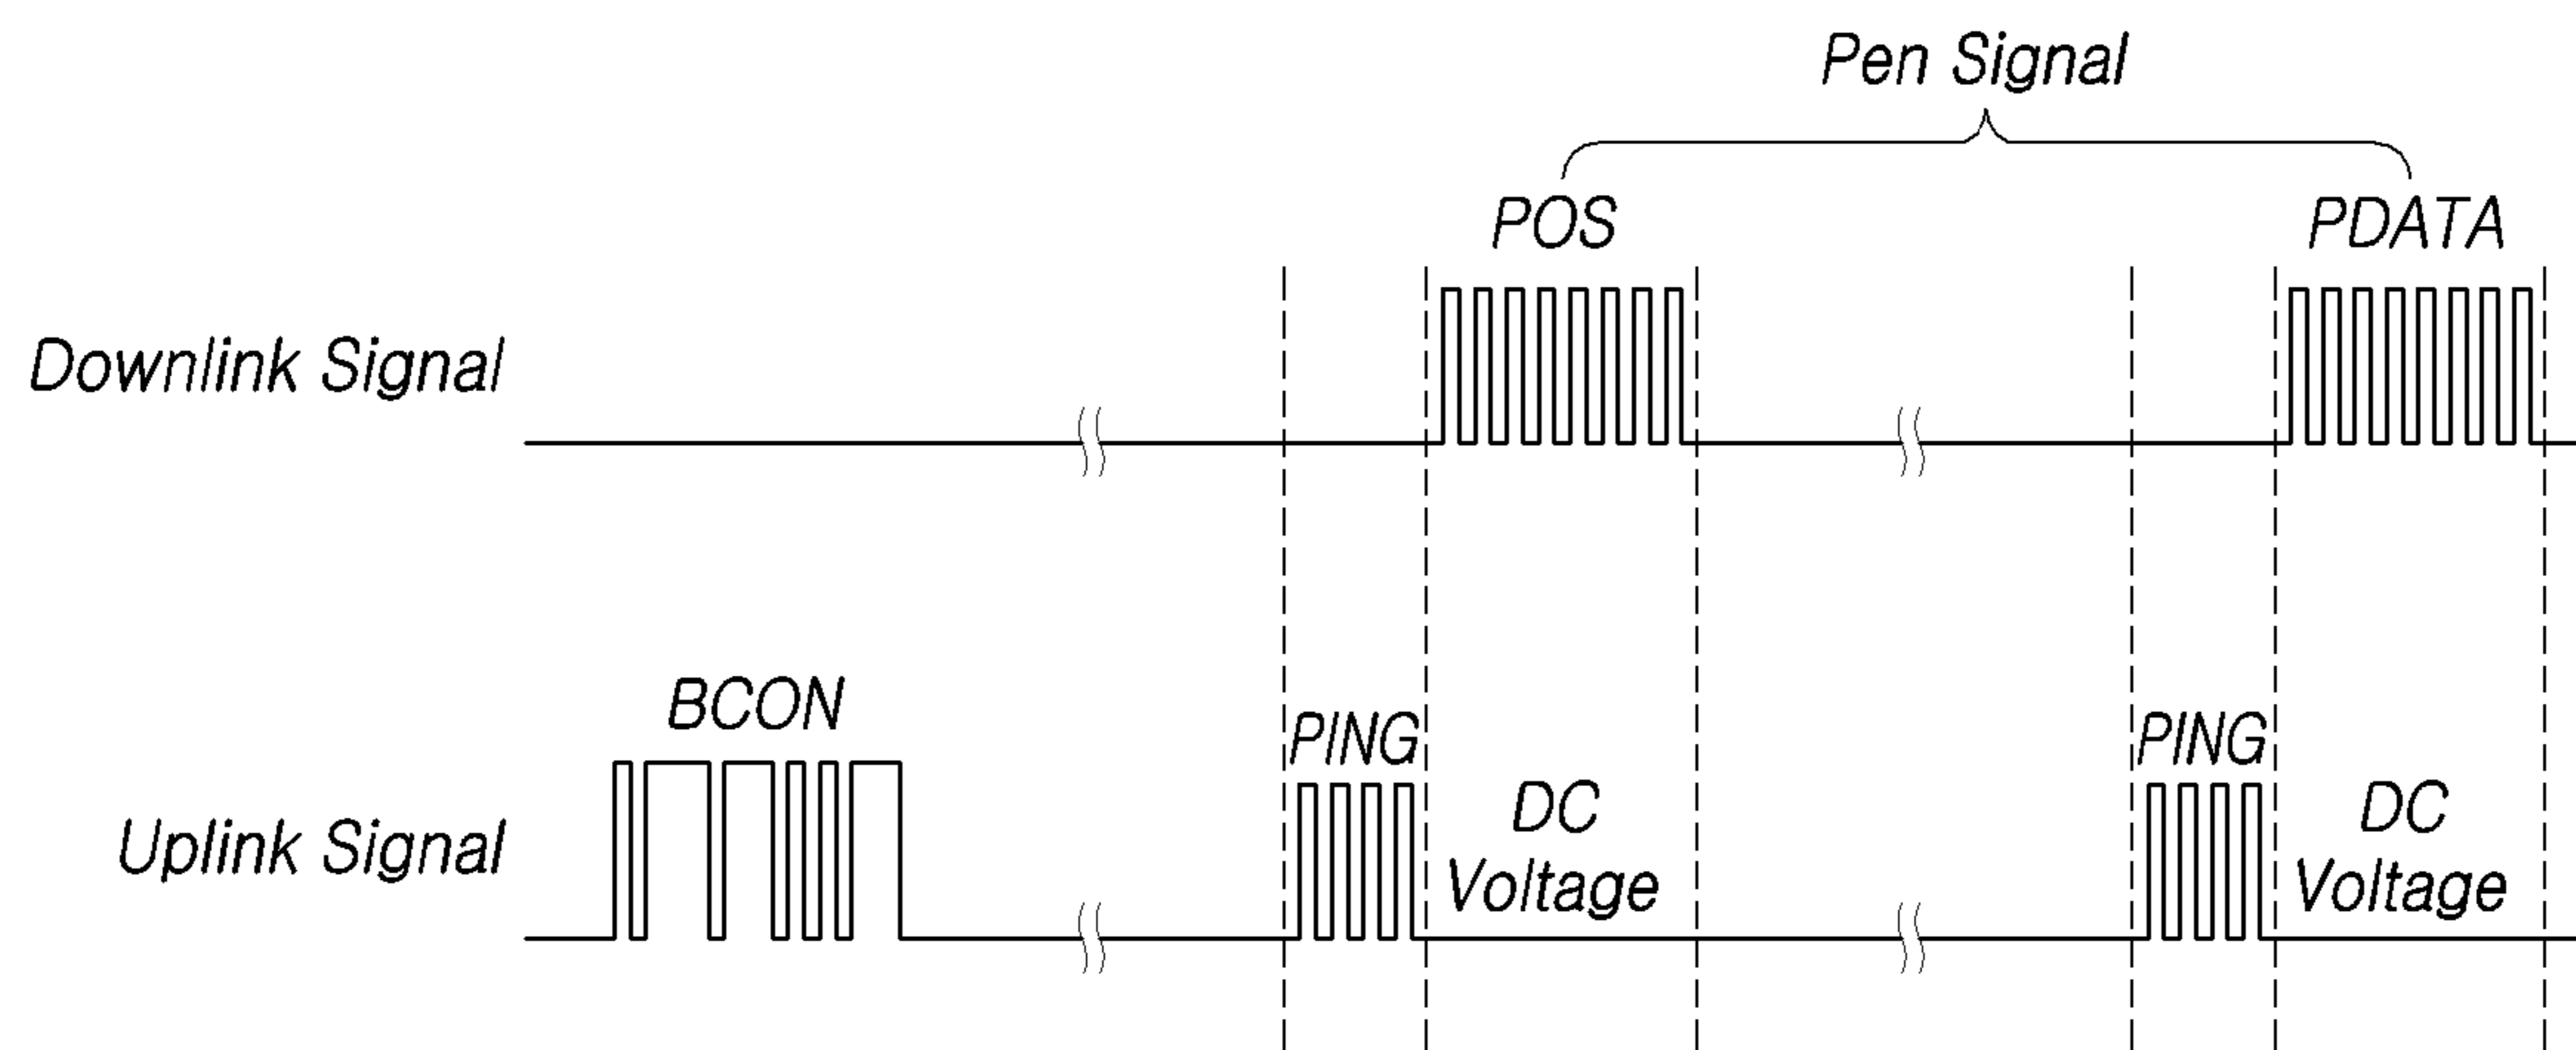 Pen Signal
POS
PDATA
Downlink Signal
BCON
PING
PING
DC
Voltage
DC
Voltage
Uplink Signal